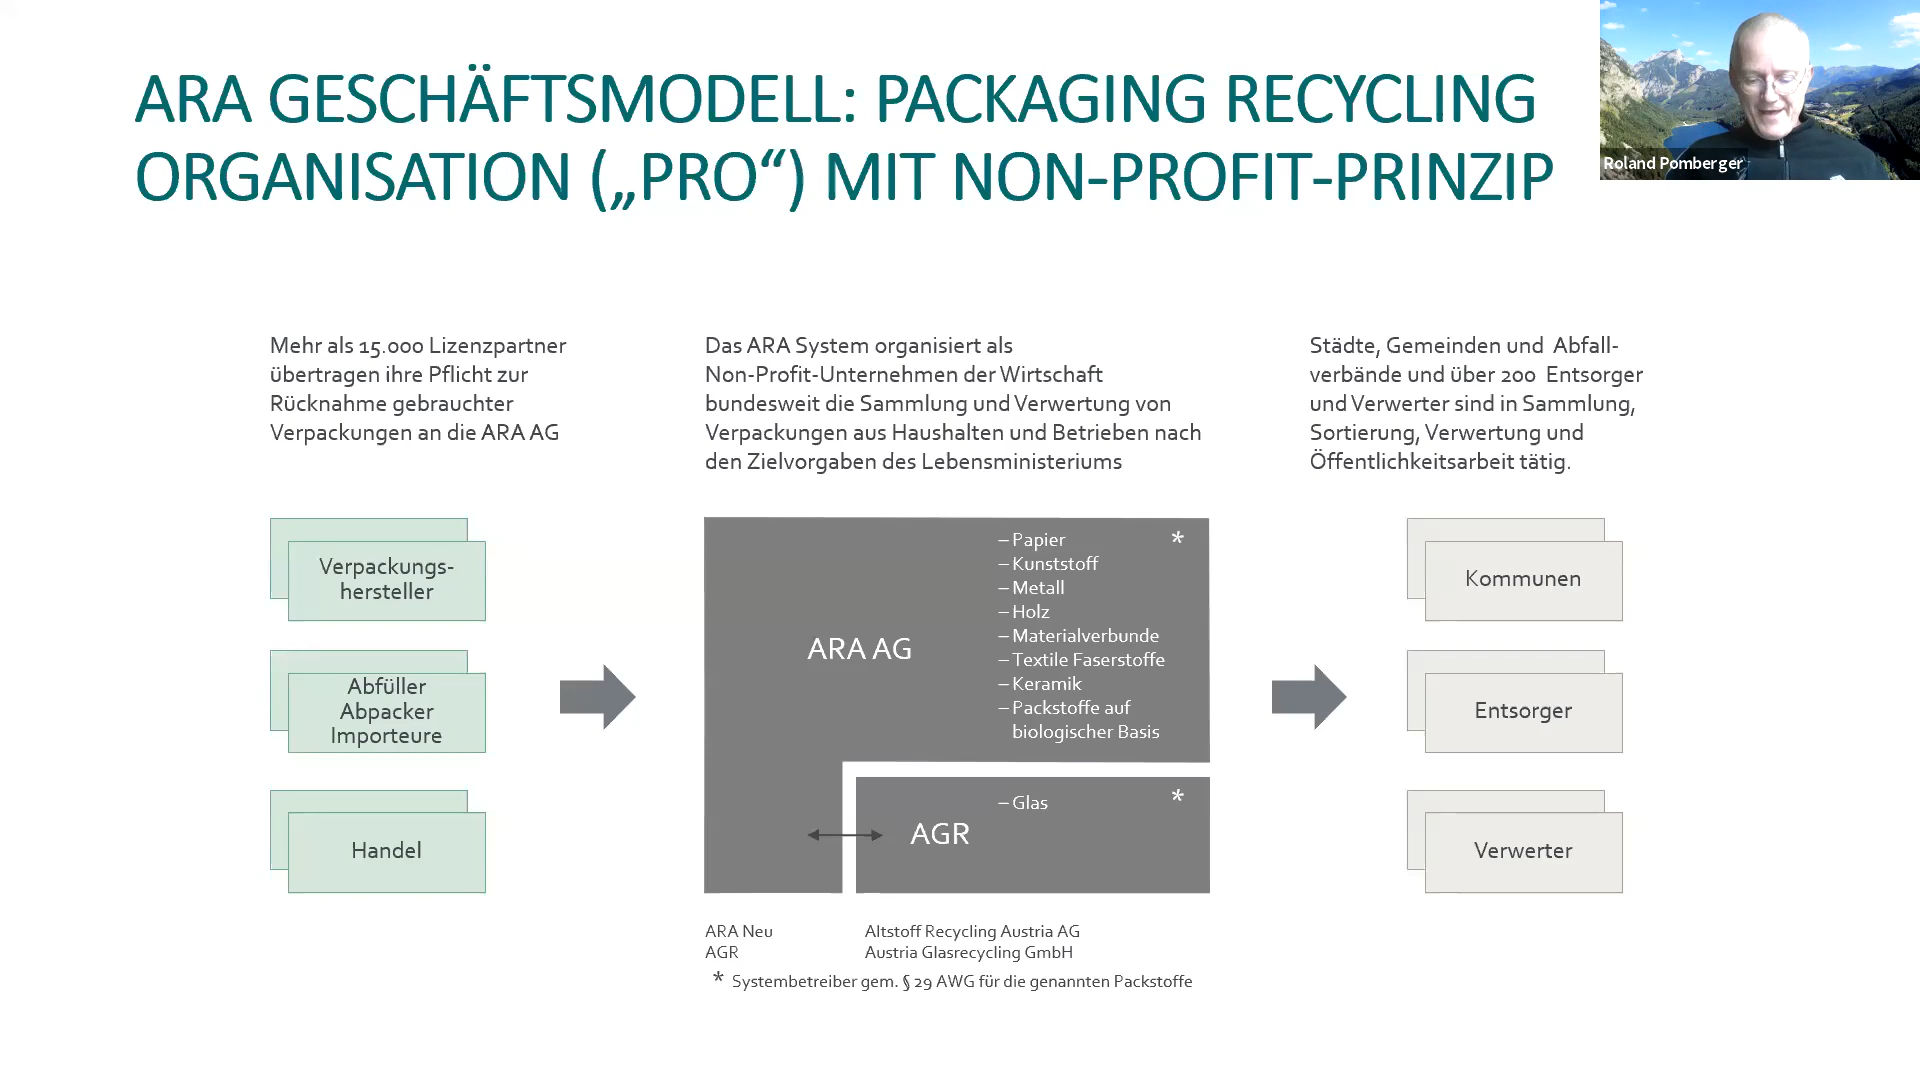 ARA GESCHÄFTSMODELL: PACKAGING RECYCLING
ORGANISATION („PRO“) MIT NON-PROFIT-PRINZIP
Roland Pomberger
Mehr als 15.000 Lizenzpartner
übertragen ihre Pflicht zur
Rücknahme gebrauchter
Verpackungen an die ARA AG
Das ARA System organisiert als
Non-Profit-Unternehmen der Wirtschaft
bundesweit die Sammlung und Verwertung von
Verpackungen aus Haushalten und Betrieben nach
den Zielvorgaben des Lebensministeriums
Städte, Gemeinden und Abfall-
verbände und über 200 Entsorger
und Verwerter sind in Sammlung,
Sortierung, Verwertung und
Öffentlichkeitsarbeit tätig.
Verpackungs-
hersteller
Abfüller
Abpacker
Importeure
Handel
ARA AG
– Papier *
– Kunststoff
– Metall
– Holz
– Materialverbunde
– Textile Faserstoffe
– Keramik
– Packstoffe auf
biologischer Basis
– Glas *
AGR
Kommunen
Entsorger
Verwerter
ARA Neu Altstoff Recycling Austria AG
AGR Austria Glasrecycling GmbH
* Systembetreiber gem. § 29 AWG für die genannten Packstoffe